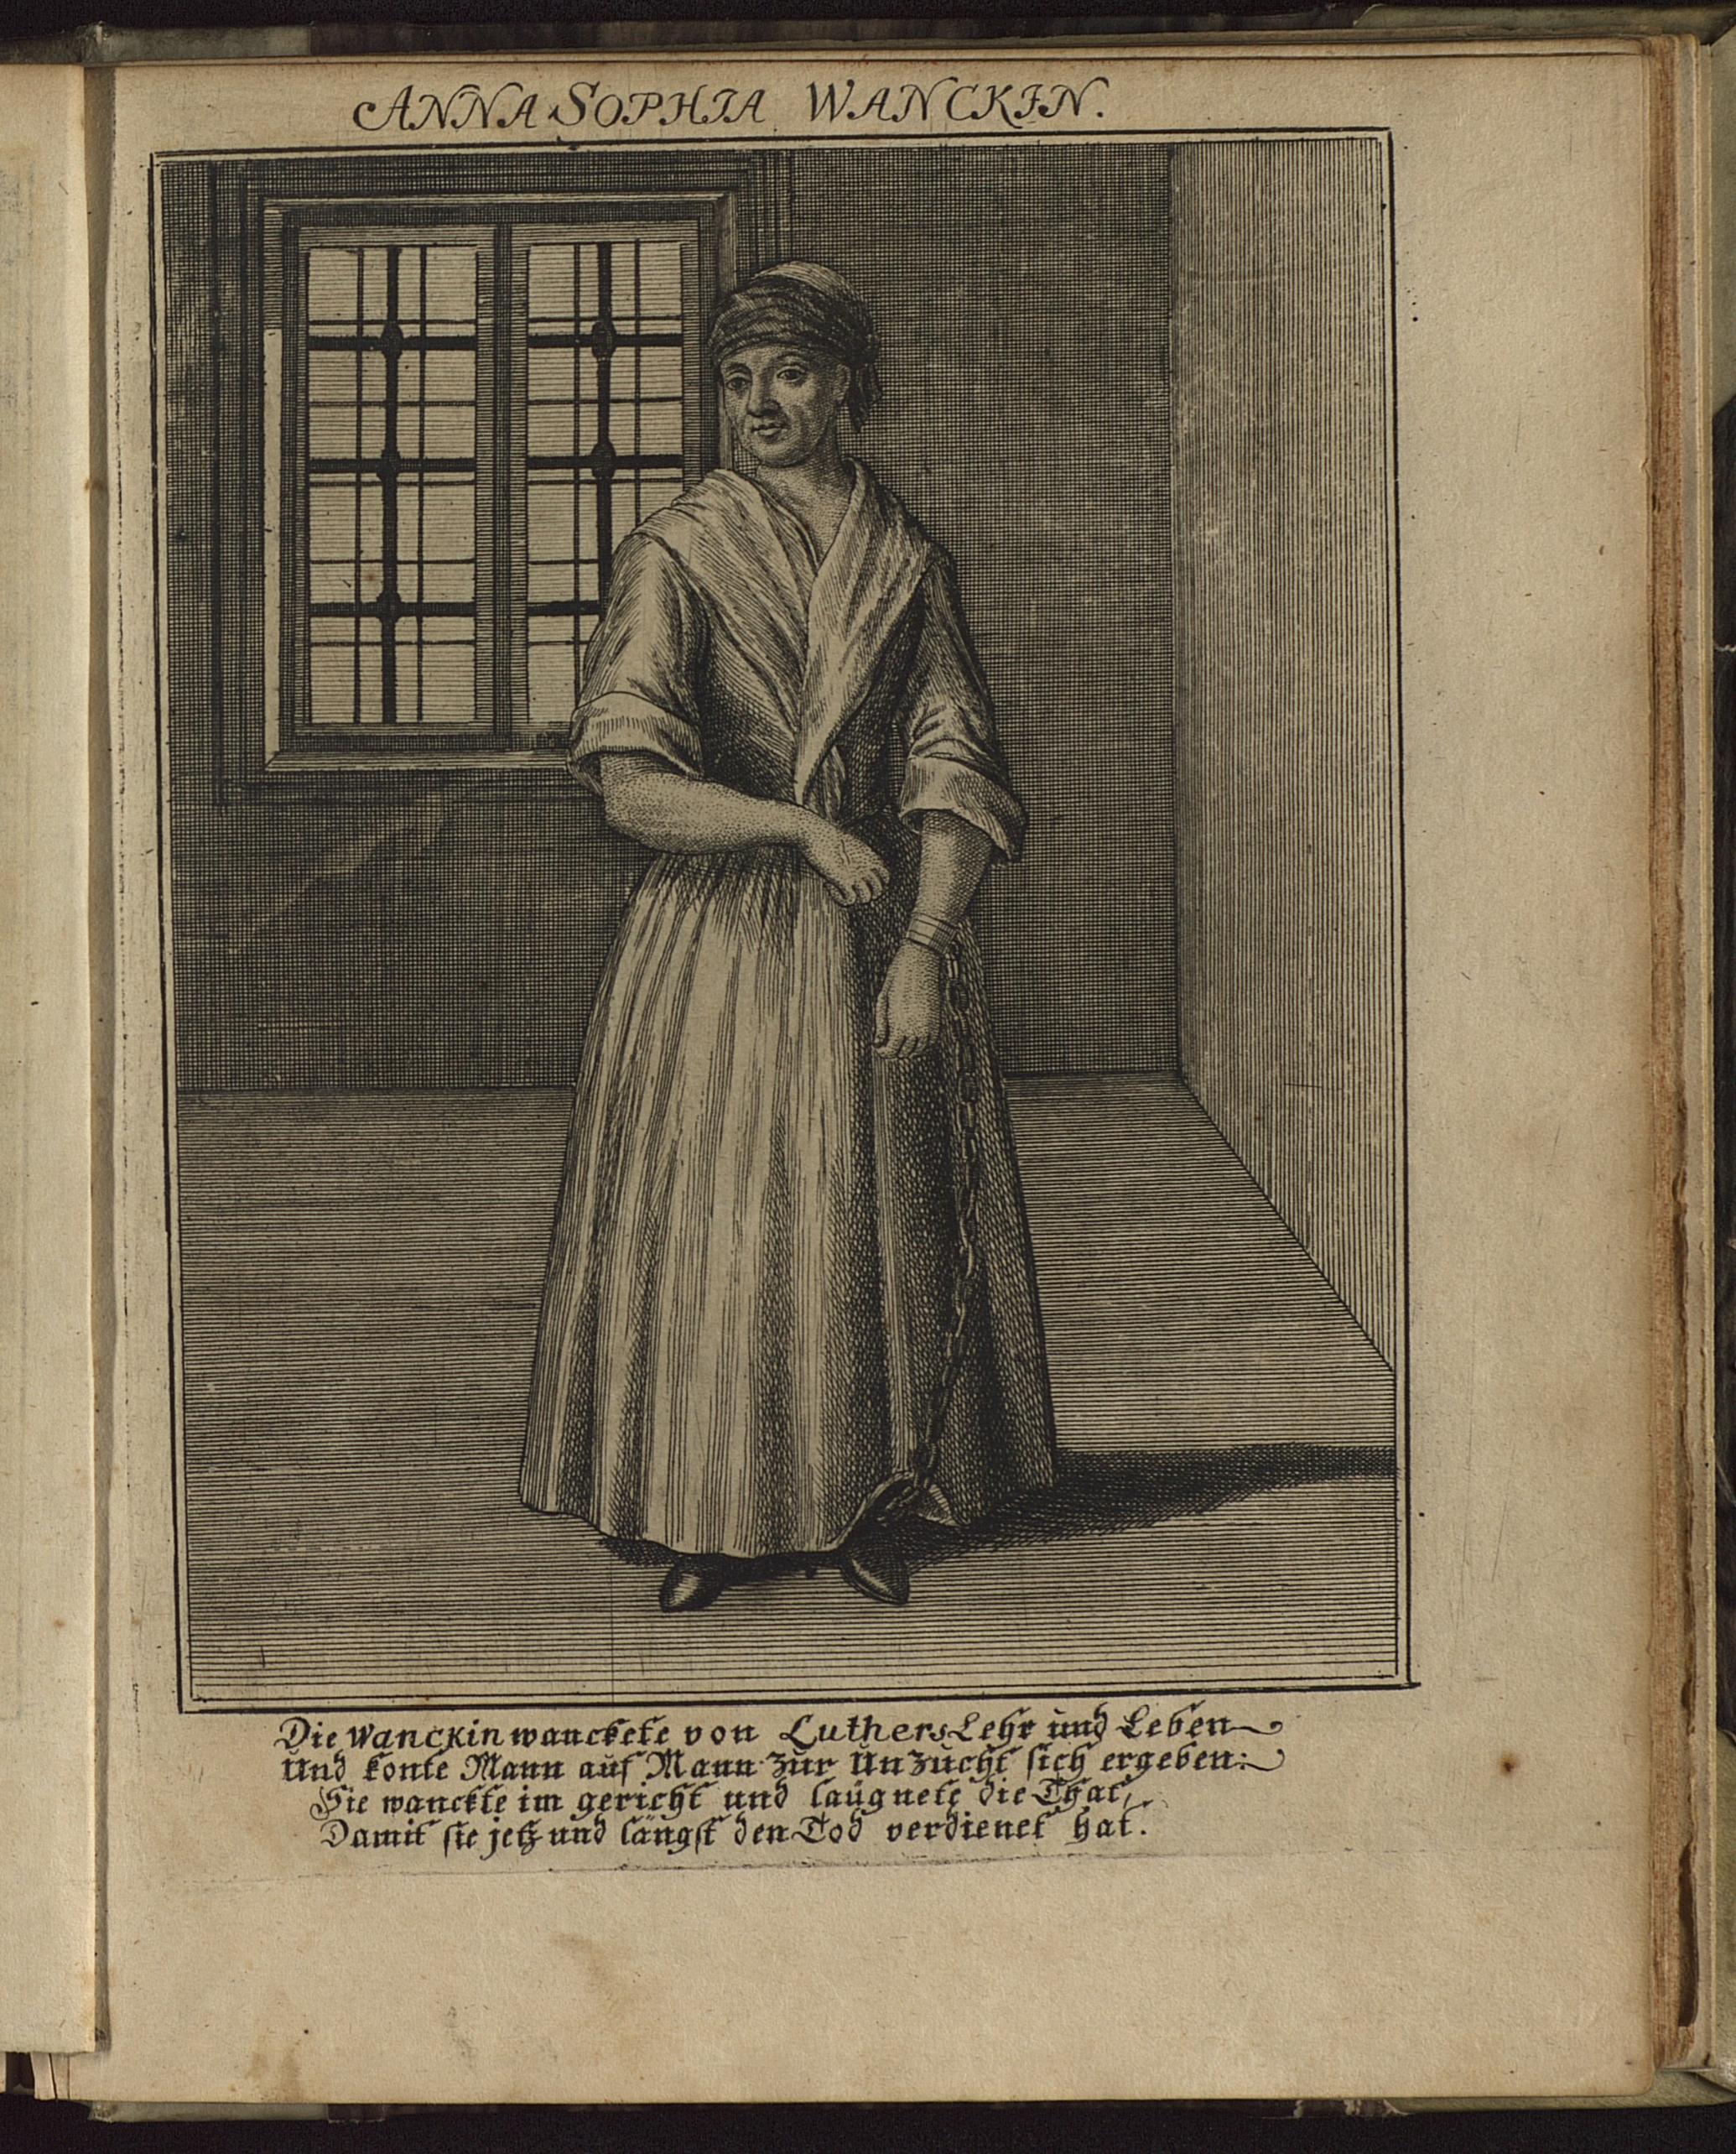 ANNA SOPHIA WANCKIN.
Die Wanckin wanckete von Luthers Lehr und Leben
Und konte Mann auf Mann zur Unzucht sich ergeben:
Sie wanckte im gericht und laügnete die That,
Damit sie jetz und längst den Tod verdienet hat.